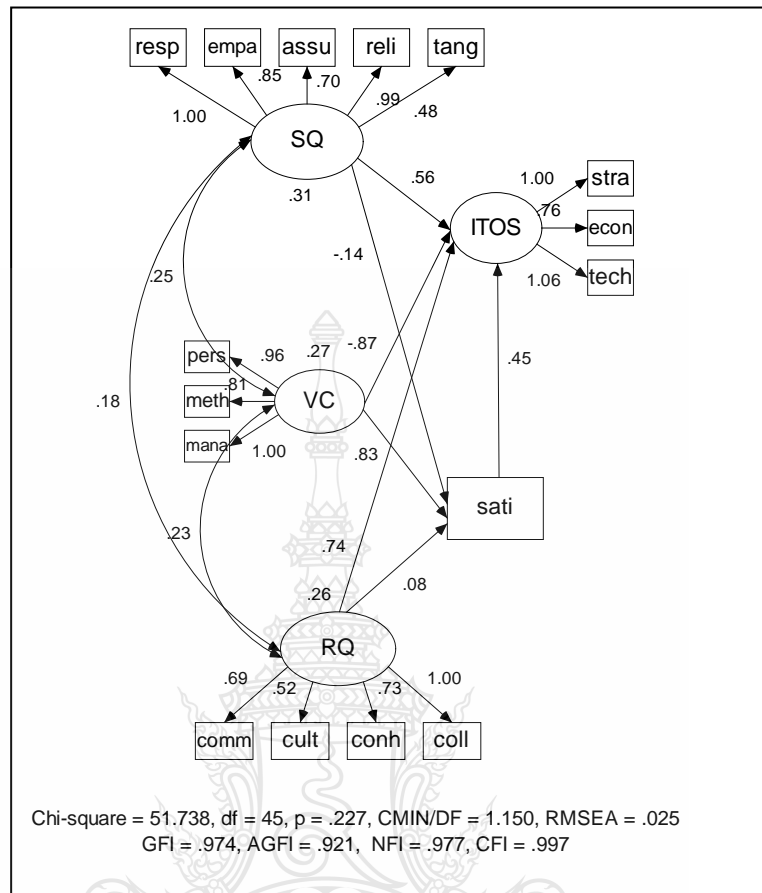 resp empa assu reli tang
.85 .70 .99
1.00 .48
SQ
.31 .56 1.00 stra
.76
ITOS econ
-.14
1.06 tech
.25
pers .96 .27 -.87 .45
.81
.18 meth VC
mana 1.00 .83
sati
.23 .74
.26 .08
RQ
.69 .52 .73 1.00
comm cult conh coll
Chi-square = 51.738, df = 45, p = .227, CMIN/DF = 1.150, RMSEA = .025
GFI = .974, AGFI = .921, NFI = .977, CFI = .997